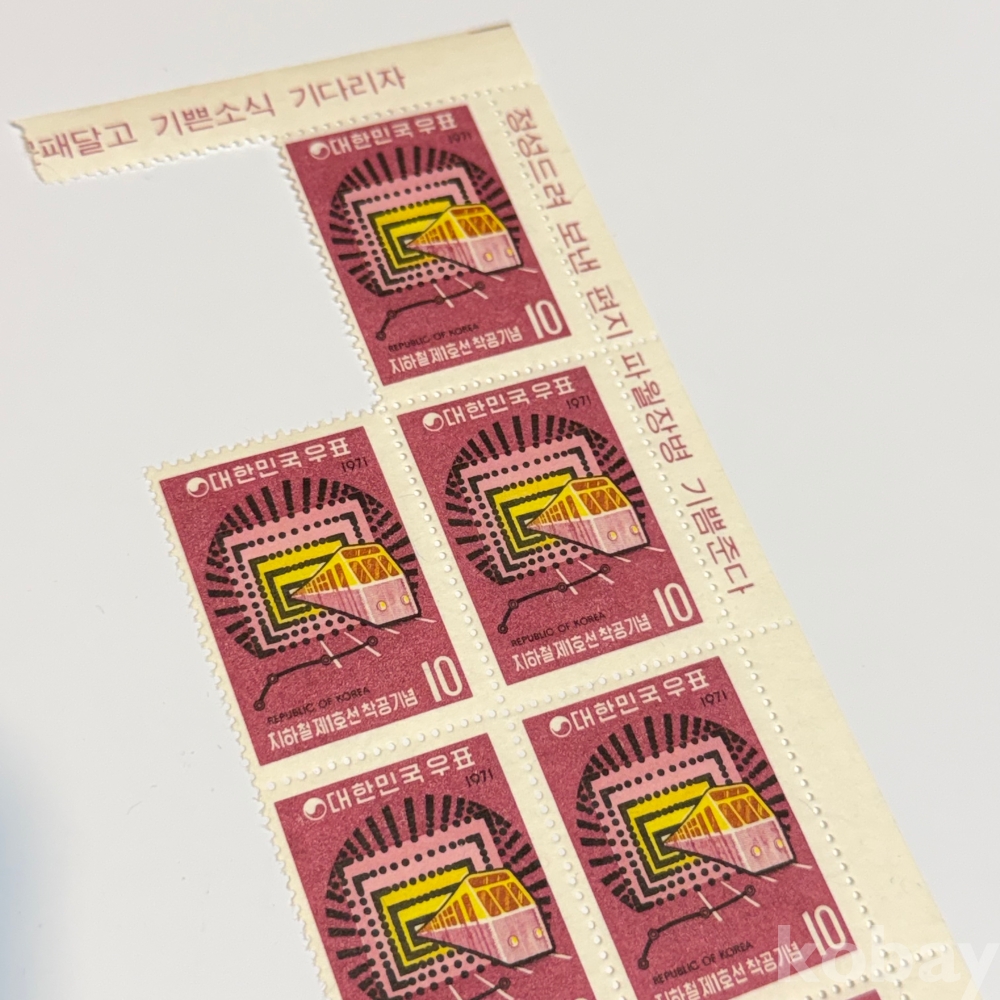 패달고 기쁜소식 기다리자
정성드려 보낸 편지 파월장병 기쁨준다
대한민국우표
1971
REPUBLIC OF KOREA
10
지하철 제1호선 착공기념
대한민국우표
1971
REPUBLIC OF KOREA
10
지하철 제1호선 착공기념
대한민국우표
1971
REPUBLIC OF KOREA
10
지하철 제1호선 착공기념
대한민국우표
1971
대한민국우표
1971
REPUBLIC OF KOREA
10
지하철 제1호선 착공기념
kobay